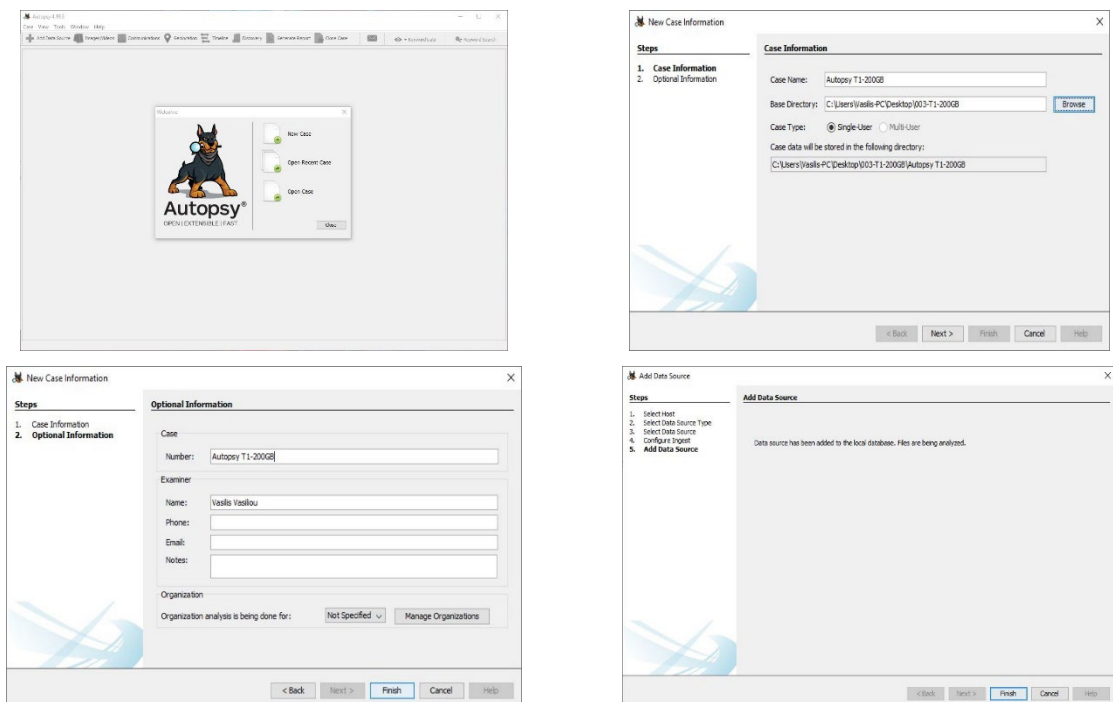 Case View Tools Window Help
Add Data Source Images/Videos Communications Geolocation Timeline Discovery Generate Report Close Case Keyword Lists Keyword Search
Welcome
New Case
Open Recent Case
Open Case
Autopsy®
OPEN | EXTENSIBLE | FAST
Close
New Case Information
Steps
1. Case Information
2. Optional Information
Case Information
Case Name: Autopsy T1-200GB
Base Directory: C:\Users\Vasilis-PC\Desktop\003-T1-200GB Browse
Case Type: Single-User Multi-User
Case data will be stored in the following directory:
C:\Users\Vasilis-PC\Desktop\003-T1-200GB\Autopsy T1-200GB
< Back Next > Finish Cancel Help
New Case Information
Steps
1. Case Information
2. Optional Information
Optional Information
Case
Number: Autopsy T1-200GB
Examiner
Name: Vasilis Vasiliou
Phone:
Email:
Notes:
Organization
Organization analysis is being done for: Not Specified Manage Organizations
< Back Next > Finish Cancel Help
Add Data Source
Steps
1. Select Host
2. Select Data Source Type
3. Select Data Source
4. Configure Ingest
5. Add Data Source
Add Data Source
Data source has been added to the local database. Files are being analyzed.
< Back Next > Finish Cancel Help